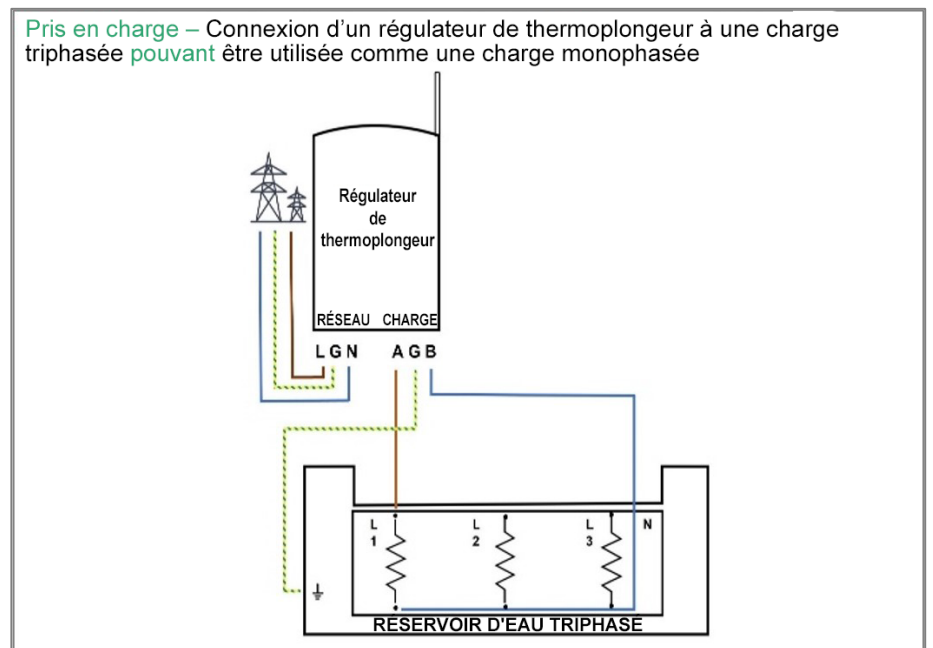 Pris en charge – Connexion d'un régulateur de thermoplongeur à une charge
triphasée pouvant être utilisée comme une charge monophasée
Régulateur
de
thermoplongeur
RÉSEAU CHARGE
L G N A G B
L L L N
1 2 3
RÉSERVOIR D'EAU TRIPHASÉ